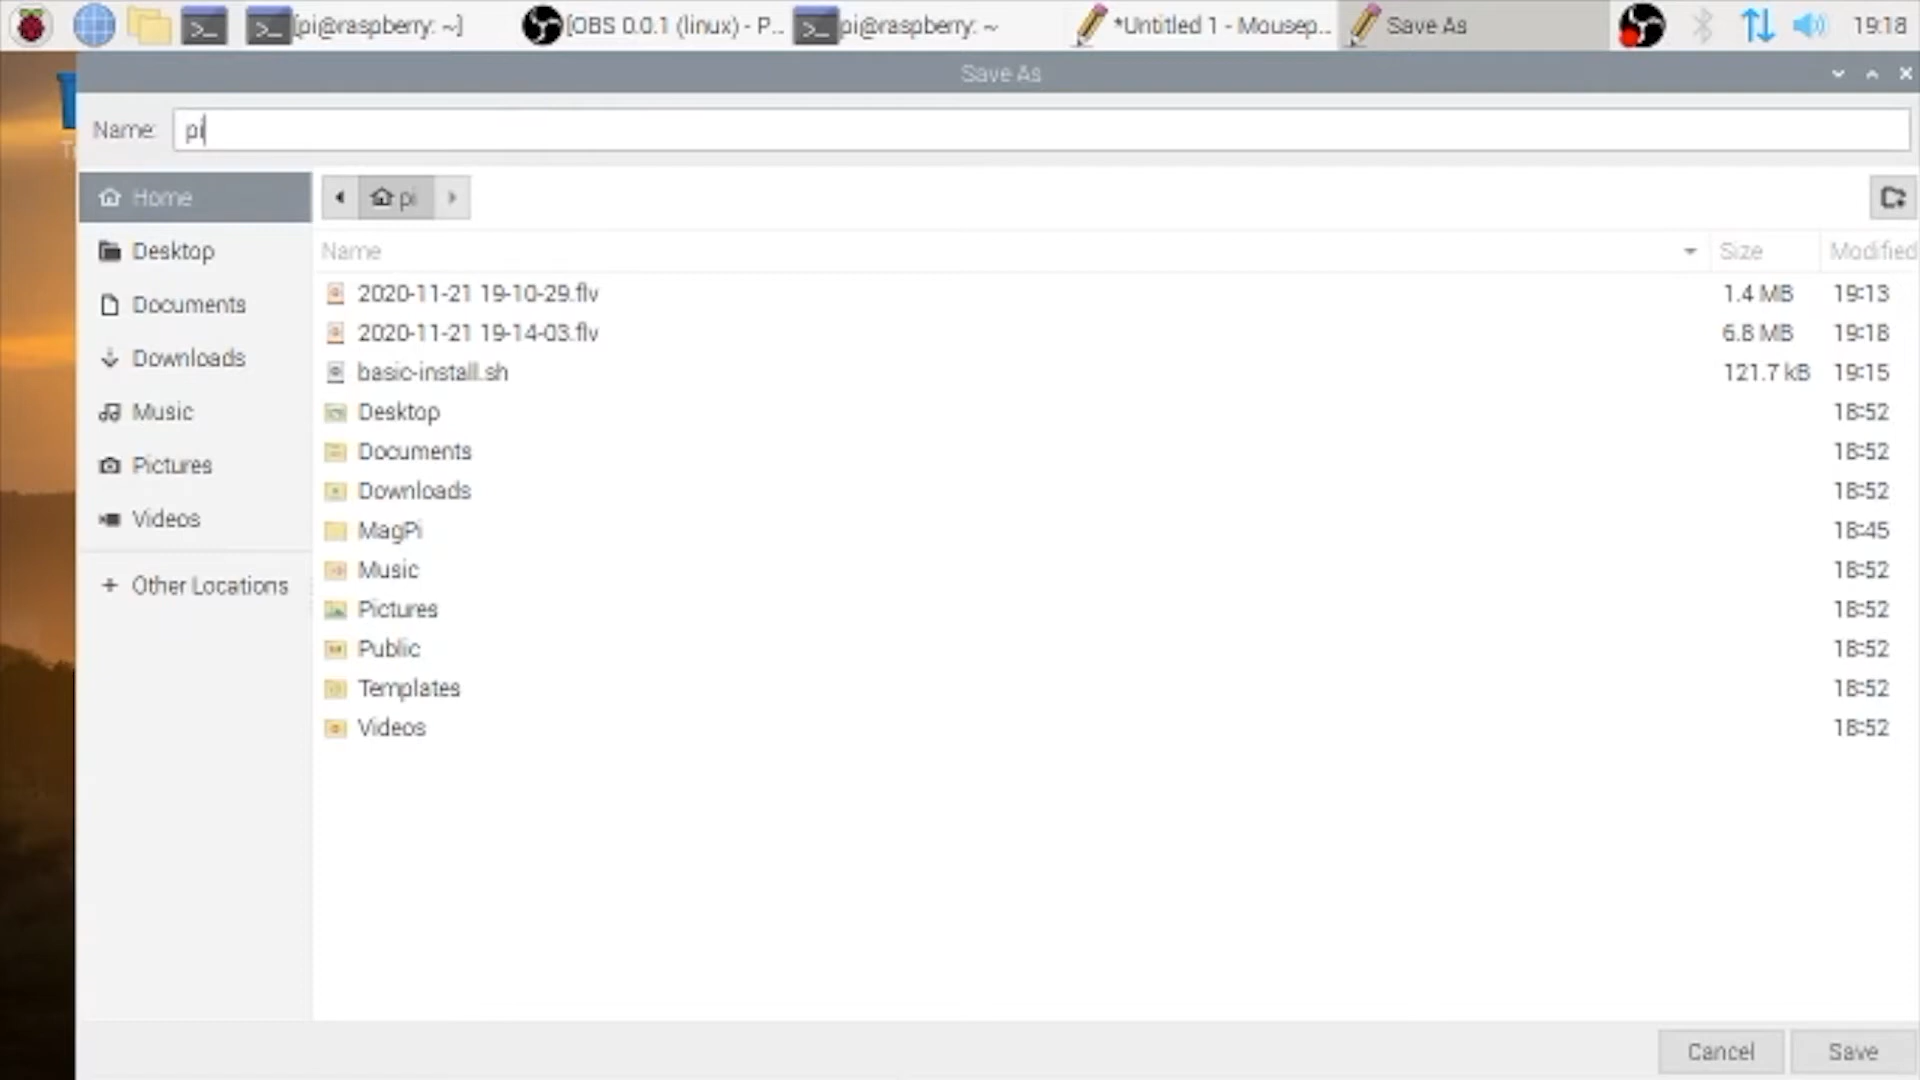 [pi@raspberry: ~]
[OBS 0.0.1 (linux) - P...
pi@raspberry: ~
*Untitled 1 - Mousep...
Save As
19:18
Save As
Name:
pi
Home
pi
Desktop
Documents
Downloads
Music
Pictures
Videos
+ Other Locations
Name
Size
Modified
2020-11-21 19-10-29.flv
1.4 MB
19:13
2020-11-21 19-14-03.flv
6.8 MB
19:18
basic-install.sh
121.7 kB
19:15
Desktop
18:52
Documents
18:52
Downloads
18:52
MagPi
18:45
Music
18:52
Pictures
18:52
Public
18:52
Templates
18:52
Videos
18:52
Cancel
Save